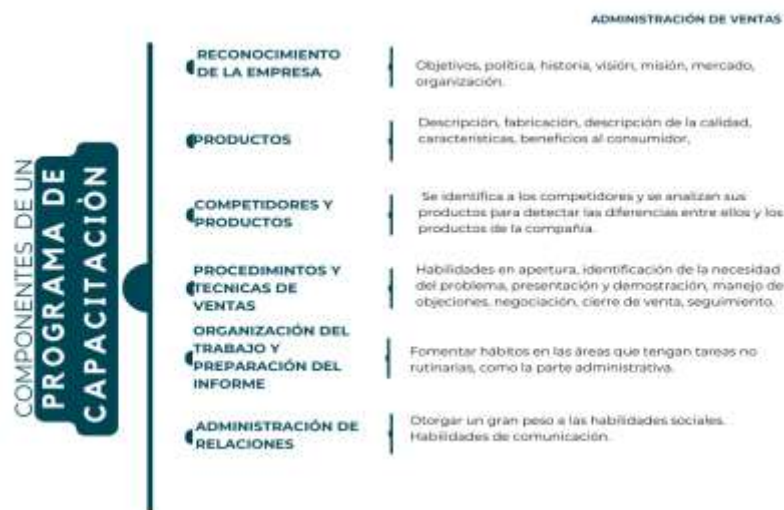 ADMINISTRACIÓN DE VENTAS
COMPONENTES DE UN
PROGRAMA DE
CAPACITACIÓN
RECONOCIMIENTO
DE LA EMPRESA
Objetivos, política, historia, visión, misión, mercado,
organización.
PRODUCTOS
Descripción, fabricación, descripción de la calidad,
características, beneficios al consumidor,
COMPETIDORES Y
PRODUCTOS
Se identifica a los competidores y se analizan sus
productos para detectar las diferencias entre ellos y los
productos de la compañía.
PROCEDIMINTOS Y
TECNICAS DE
VENTAS
Habilidades en apertura, identificación de la necesidad
del problema, presentación y demostración, manejo de
objeciones, negociación, cierre de venta, seguimiento.
ORGANIZACIÓN DEL
TRABAJO Y
PREPARACIÓN DEL
INFORME
Fomentar hábitos en las áreas que tengan tareas no
rutinarias, como la parte administrativa.
ADMINISTRACIÓN DE
RELACIONES
Otorgar un gran peso a las habilidades sociales.
Habilidades de comunicación.